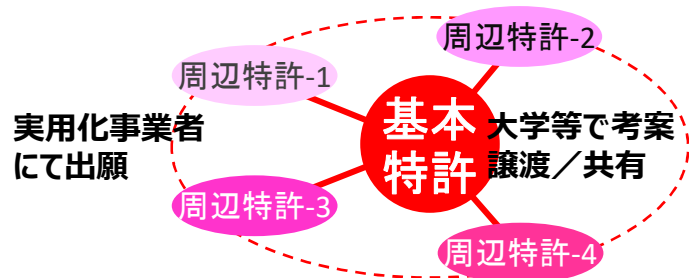 周辺特許-2
周辺特許-1
実用化事業者
にて出願
基本
特許
大学等で考案
譲渡／共有
周辺特許-3
周辺特許-4